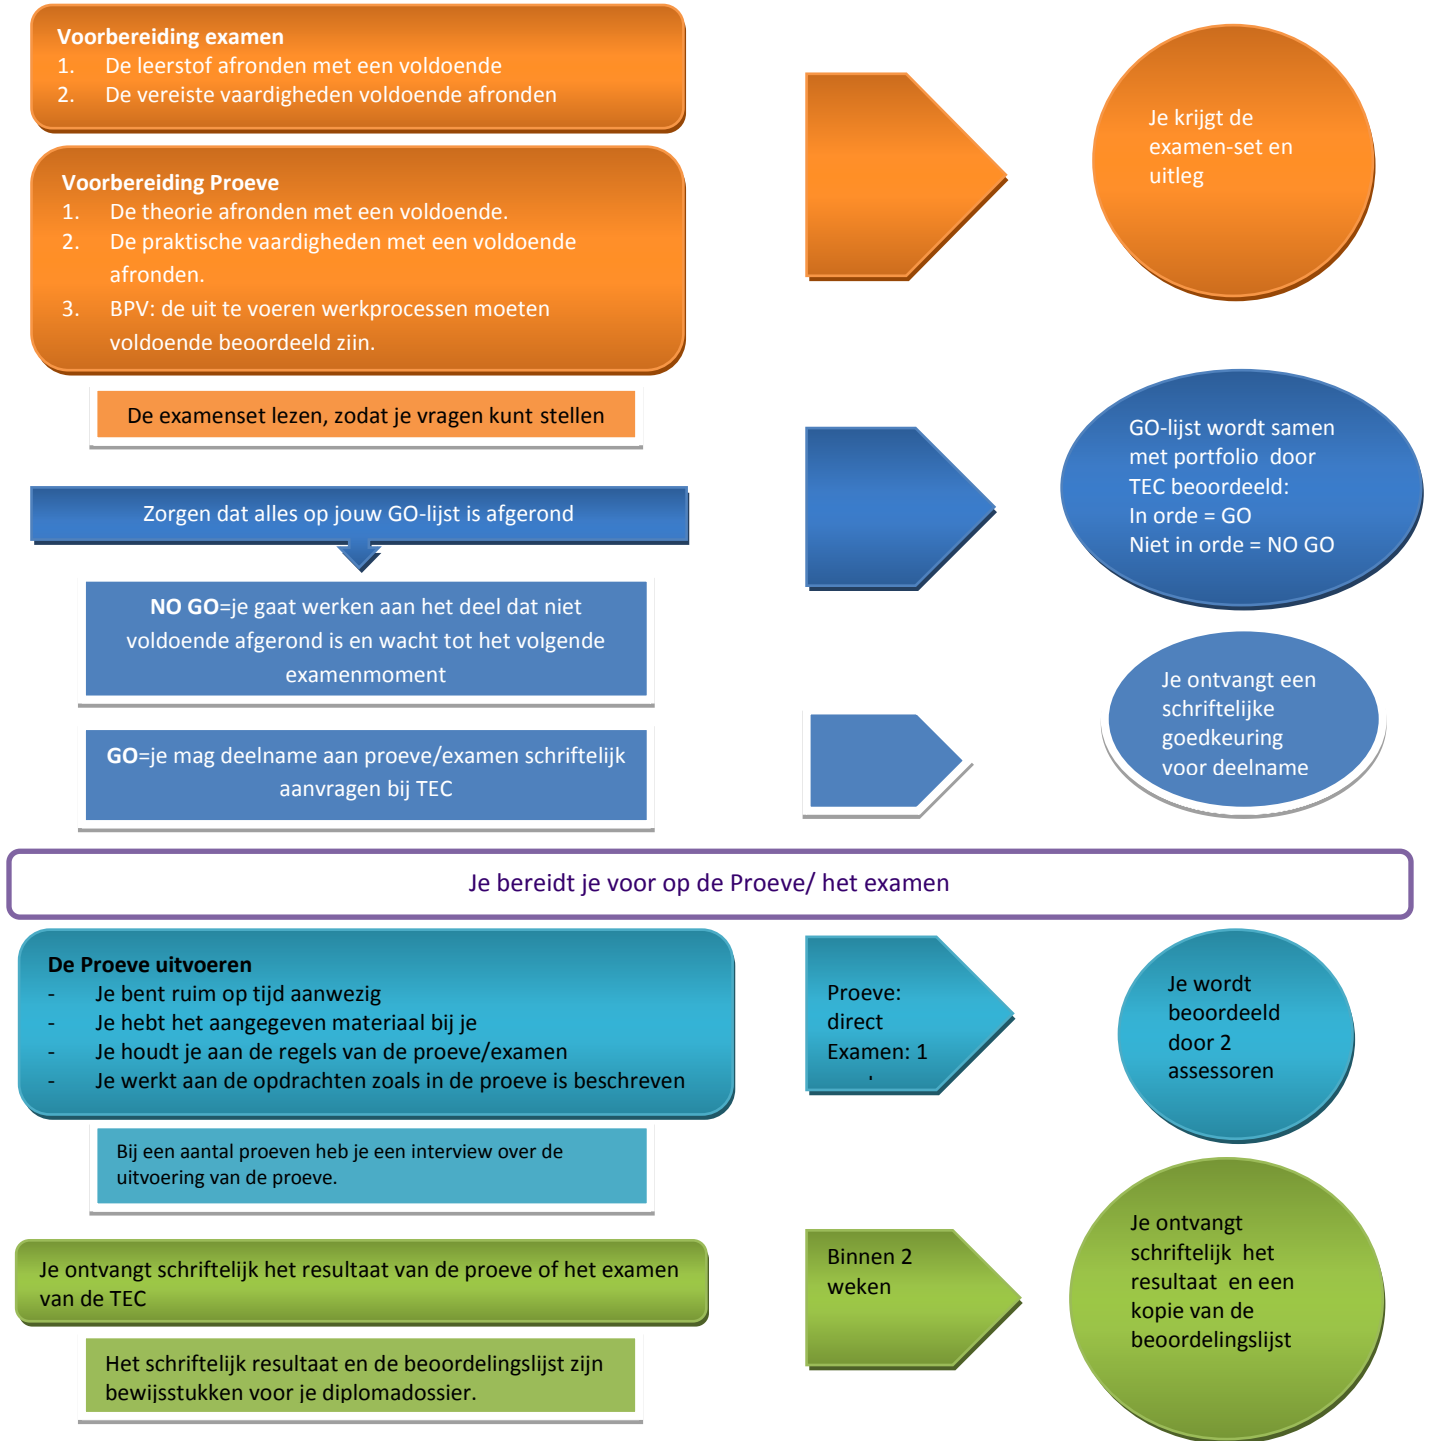 Voorbereiding examen
1. De leerstof afronden met een voldoende
2. De vereiste vaardigheden voldoende afronden
Je krijgt de
examen-set en
uitleg
Voorbereiding Proeve
1. De theorie afronden met een voldoende.
2. De praktische vaardigheden met een voldoende
afronden.
3. BPV: de uit te voeren werkprocessen moeten
voldoende beoordeeld zijn.
De examenset lezen, zodat je vragen kunt stellen
GO-lijst wordt samen
met portfolio door
TEC beoordeeld:
In orde = GO
Niet in orde = NO GO
Zorgen dat alles op jouw GO-lijst is afgerond
NO GO=je gaat werken aan het deel dat niet
voldoende afgerond is en wacht tot het volgende
examenmoment
Je ontvangt een
schriftelijke
goedkeuring
voor deelname
GO=je mag deelname aan proeve/examen schriftelijk
aanvragen bij TEC
Je bereidt je voor op de Proeve/ het examen
De Proeve uitvoeren
- Je bent ruim op tijd aanwezig
- Je hebt het aangegeven materiaal bij je
- Je houdt je aan de regels van de proeve/examen
- Je werkt aan de opdrachten zoals in de proeve is beschreven
Proeve:
direct
Examen: 1
Je wordt
beoordeeld
door 2
assessoren
Bij een aantal proeven heb je een interview over de
uitvoering van de proeve.
Je ontvangt schriftelijk het resultaat van de proeve of het examen
van de TEC
Binnen 2
weken
Je ontvangt
schriftelijk het
resultaat en een
kopie van de
beoordelingslijst
Het schriftelijk resultaat en de beoordelingslijst zijn
bewijsstukken voor je diplomadossier.